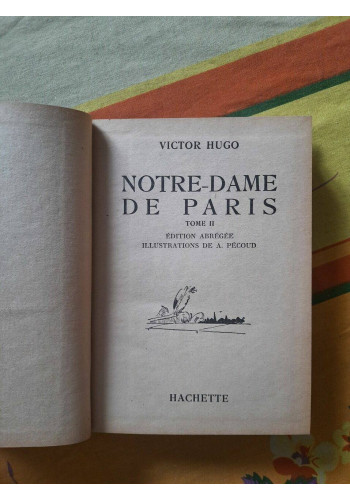 VICTOR HUGO
NOTRE-DAME
DE PARIS
TOME II
ÉDITION ABRÉGÉE
ILLUSTRATIONS DE A. PÉCOUD
HACHETTE